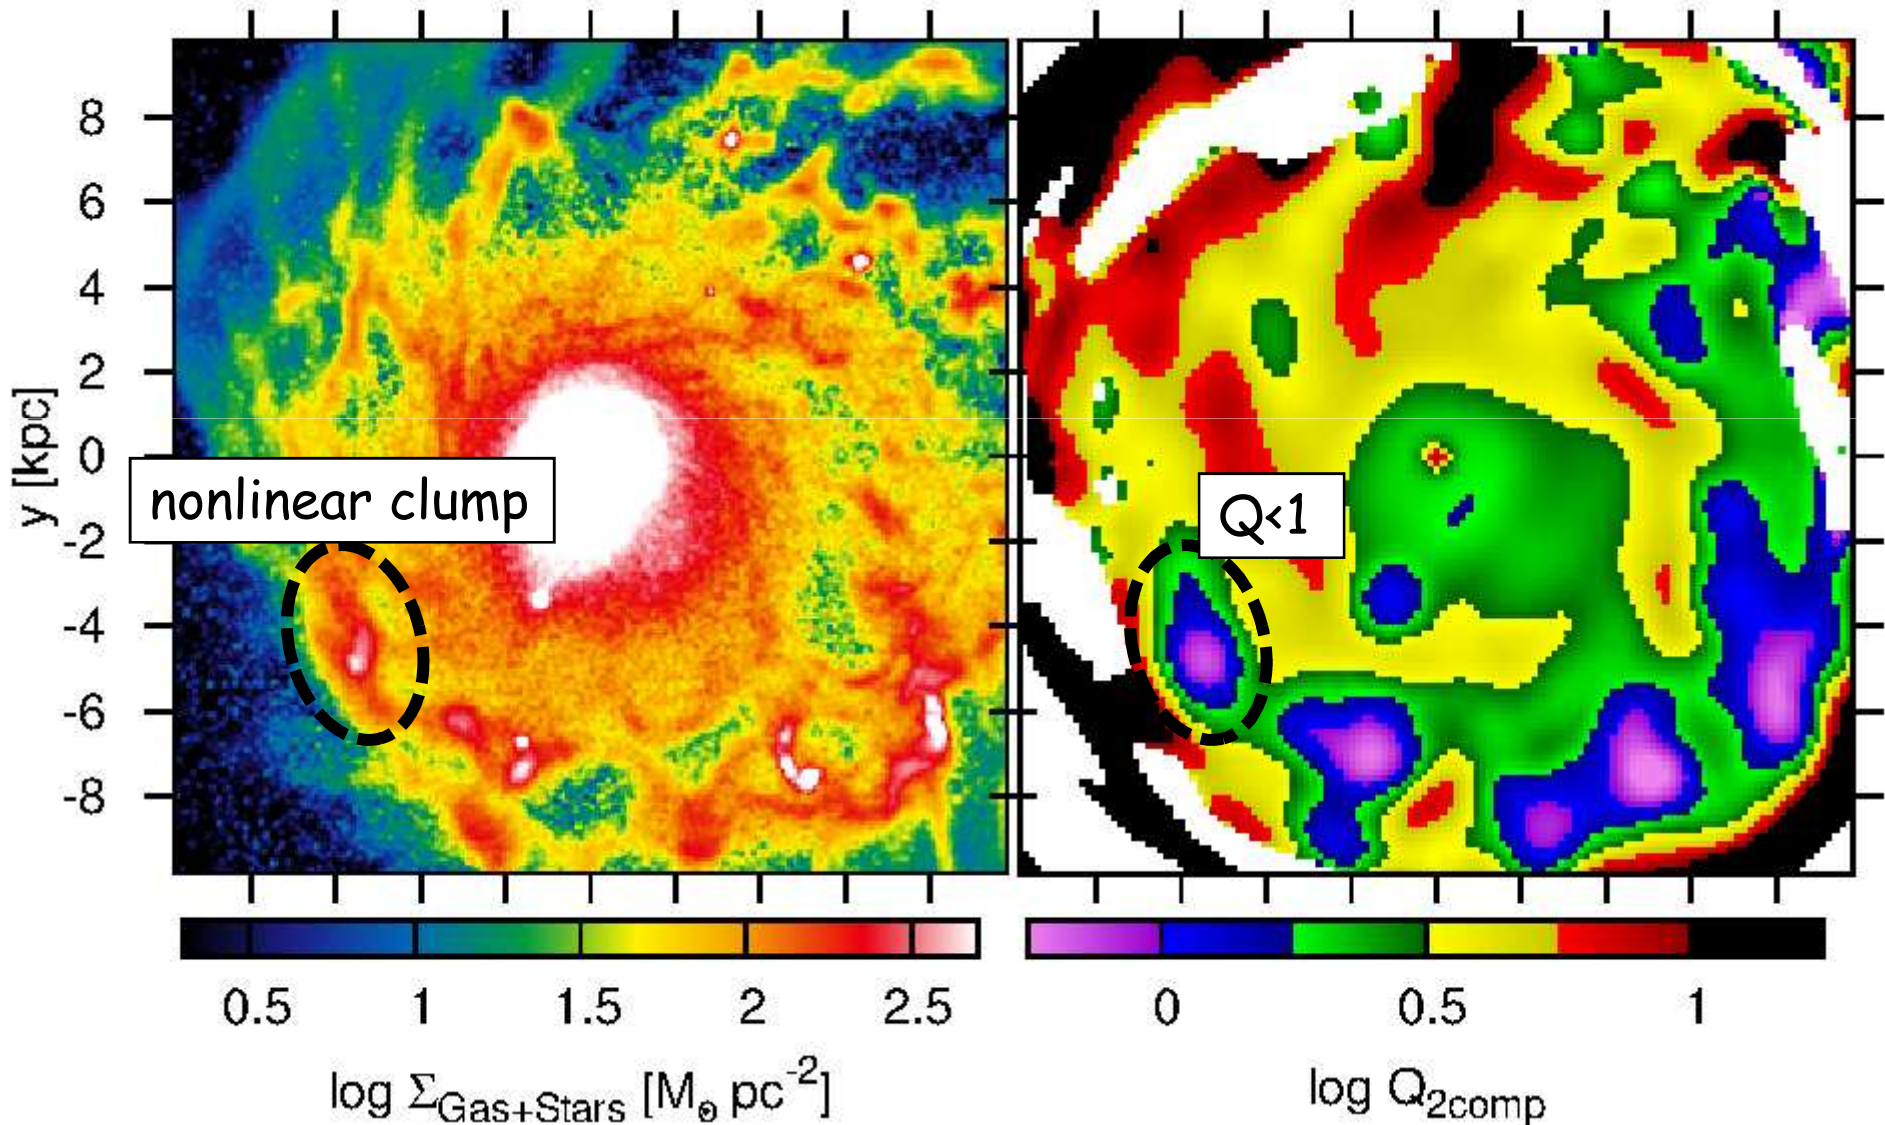 8
6
4
2
0
-2
-4
-6
-8
y [kpc]
nonlinear clump
Q<1
0.5 1 1.5 2 2.5
0 0.5 1
log Σ_Gas+Stars [M_⊙ pc^-2]
log Q_2comp